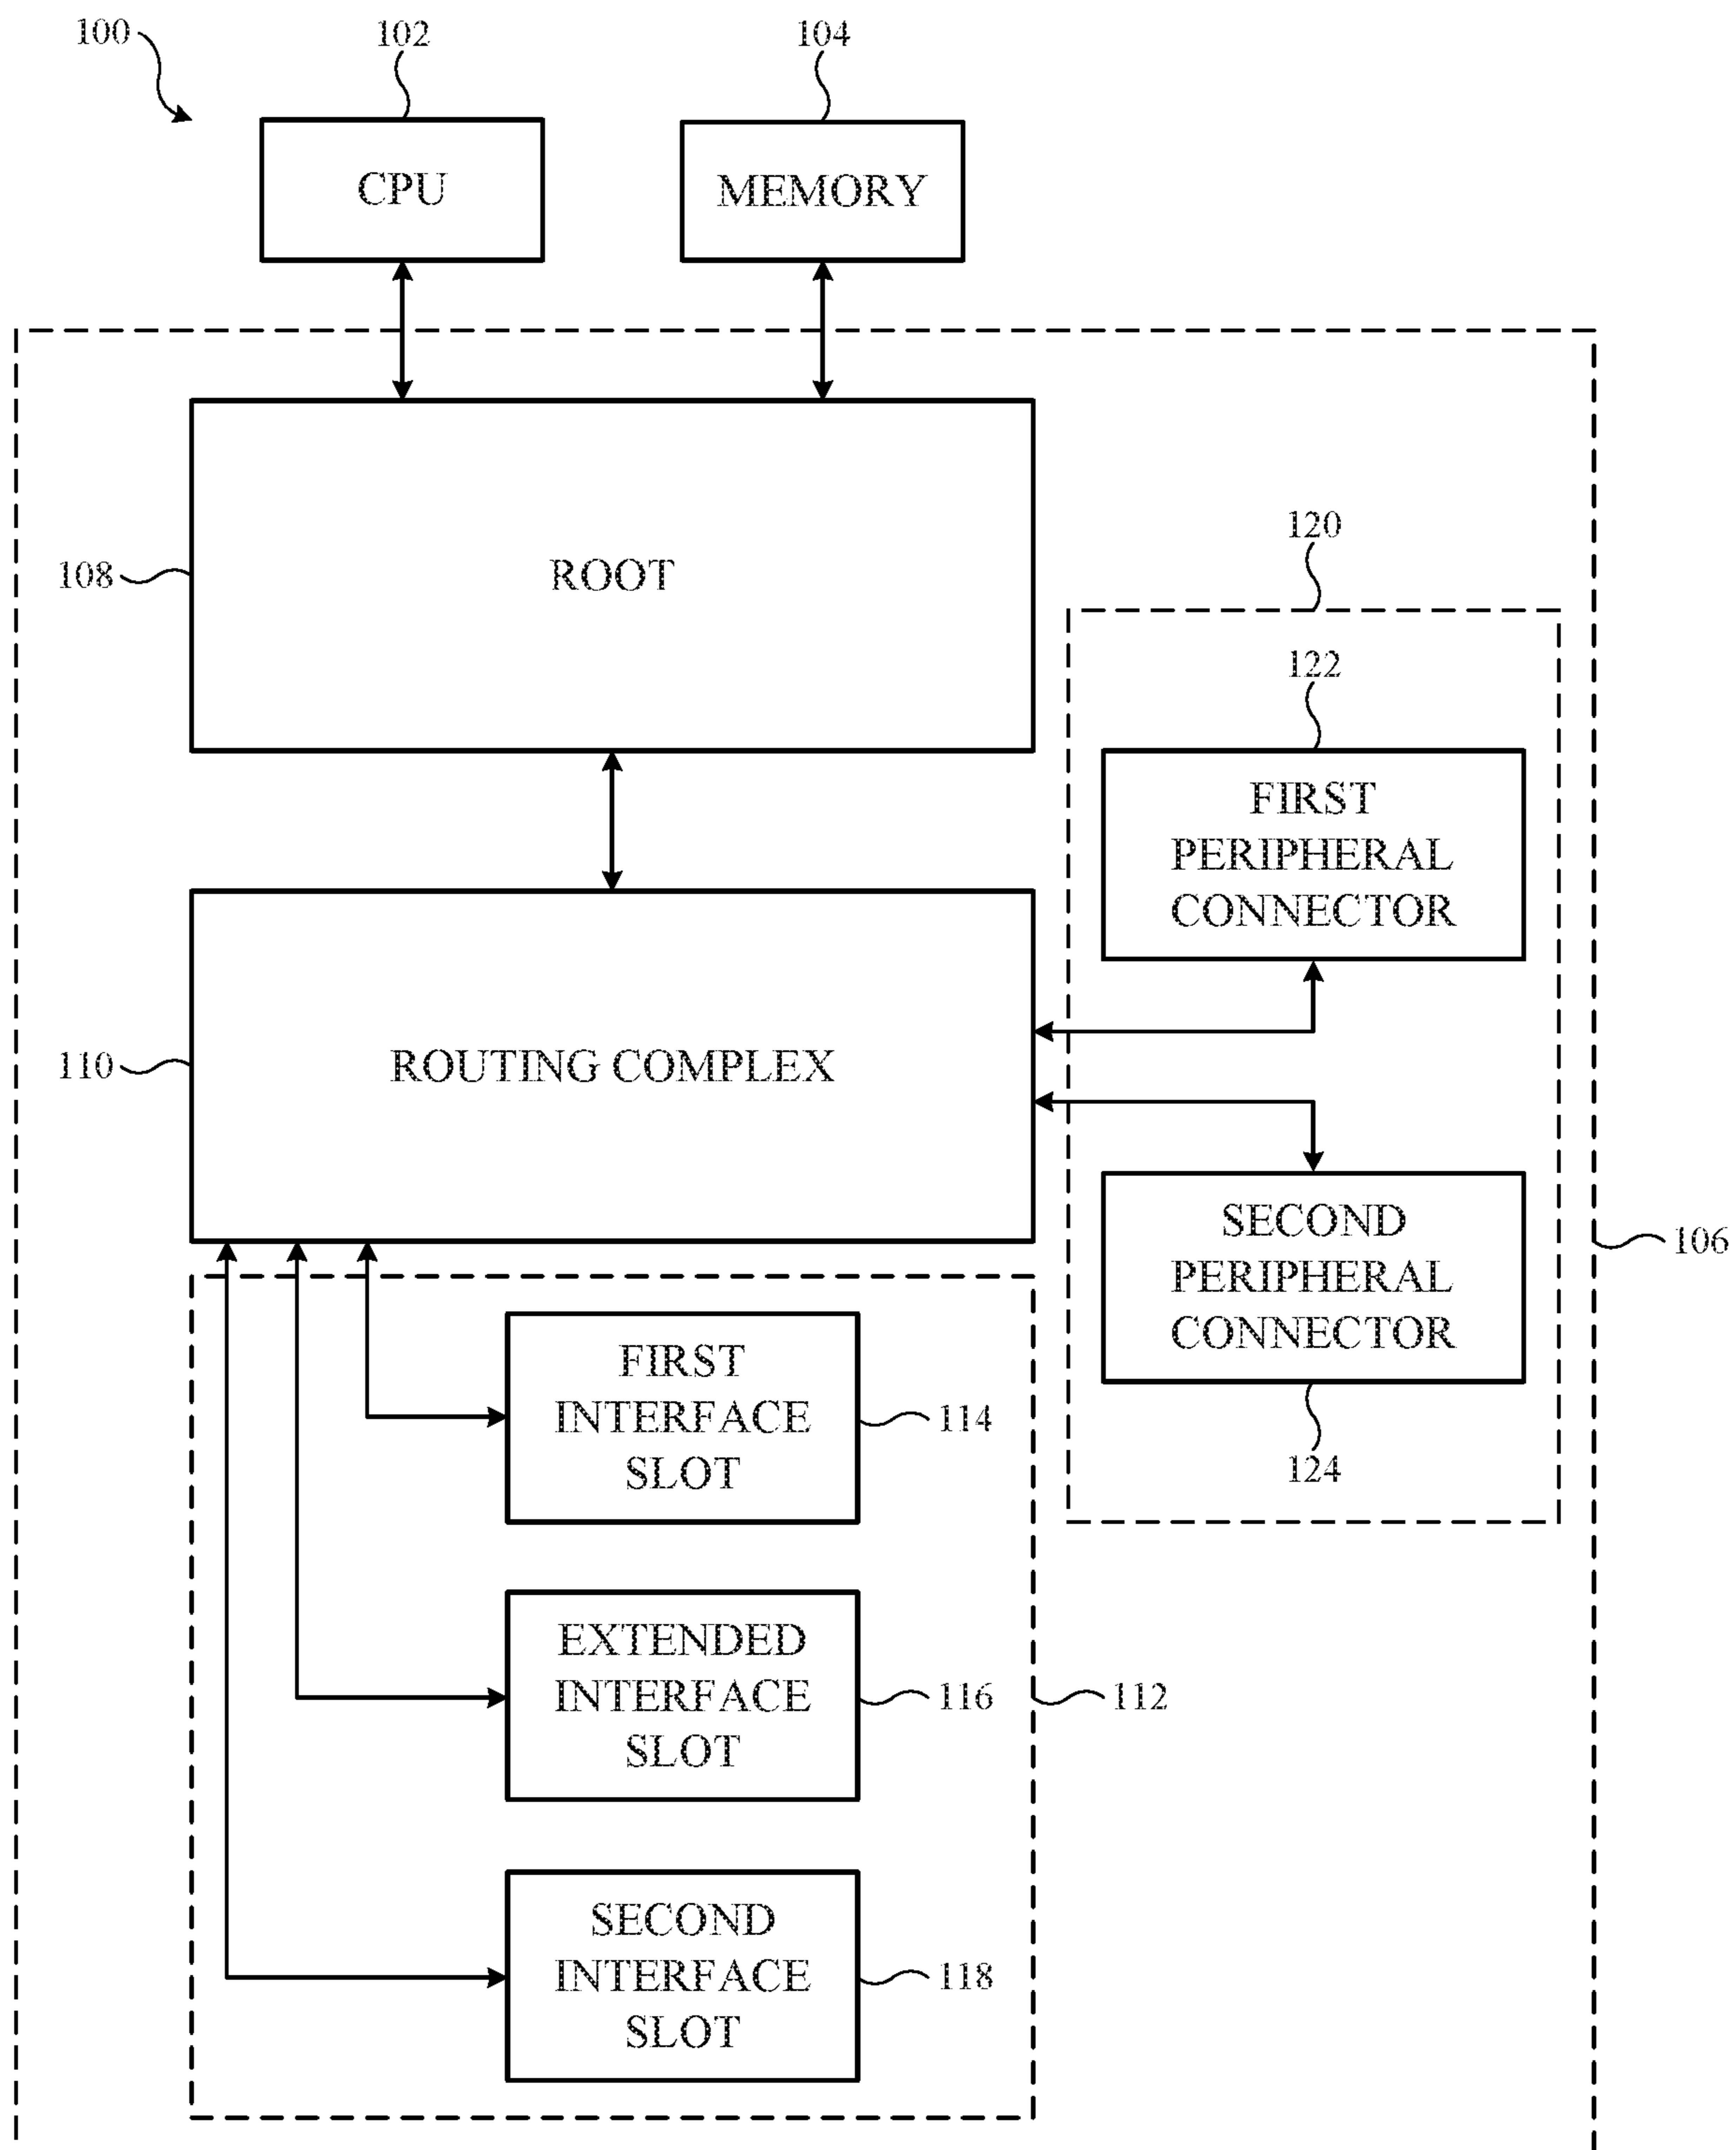 100
102
104
CPU
MEMORY
108
ROOT
120
122
FIRST
PERIPHERAL
CONNECTOR
110
ROUTING COMPLEX
SECOND
PERIPHERAL
CONNECTOR
106
124
FIRST
INTERFACE
SLOT
114
EXTENDED
INTERFACE
SLOT
116
112
SECOND
INTERFACE
SLOT
118